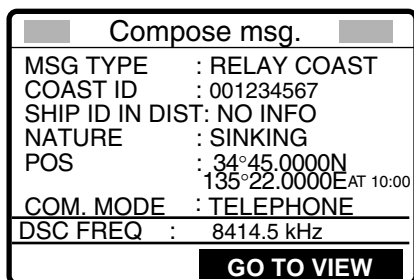 Compose msg.
MSG TYPE : RELAY COAST
COAST ID : 001234567
SHIP ID IN DIST: NO INFO
NATURE : SINKING
POS : 34°45.0000N
135°22.0000E AT 10:00
COM. MODE : TELEPHONE
DSC FREQ : 8414.5 kHz
GO TO VIEW